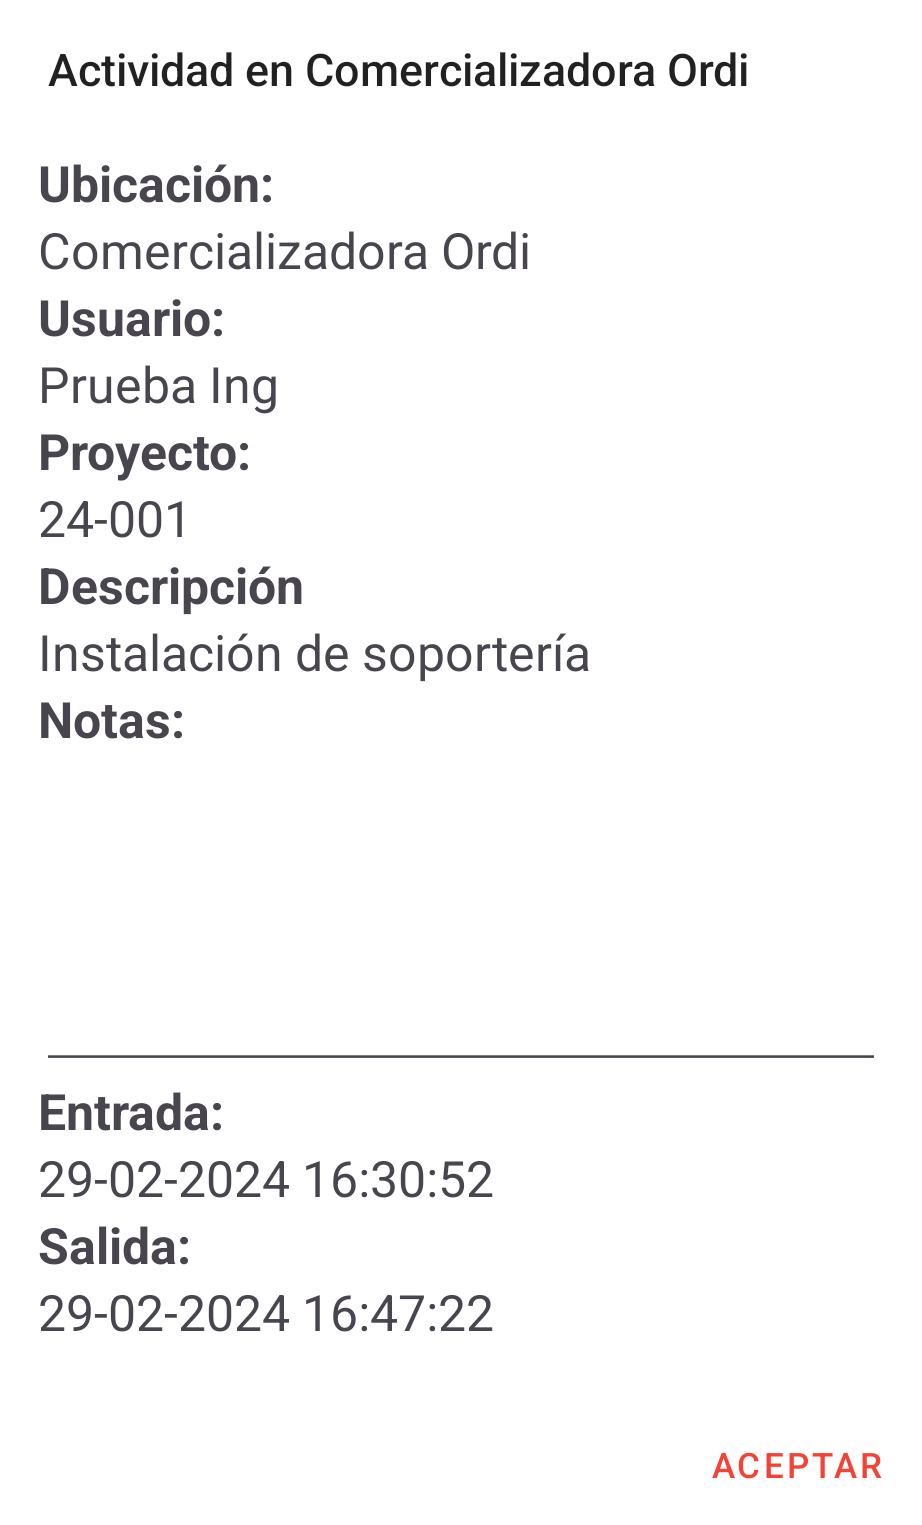 Actividad en Comercializadora Ordi
Ubicación:
Comercializadora Ordi
Usuario:
Prueba Ing
Proyecto:
24-001
Descripción
Instalación de soportería
Notas:
Entrada:
29-02-2024 16:30:52
Salida:
29-02-2024 16:47:22
ACEPTAR